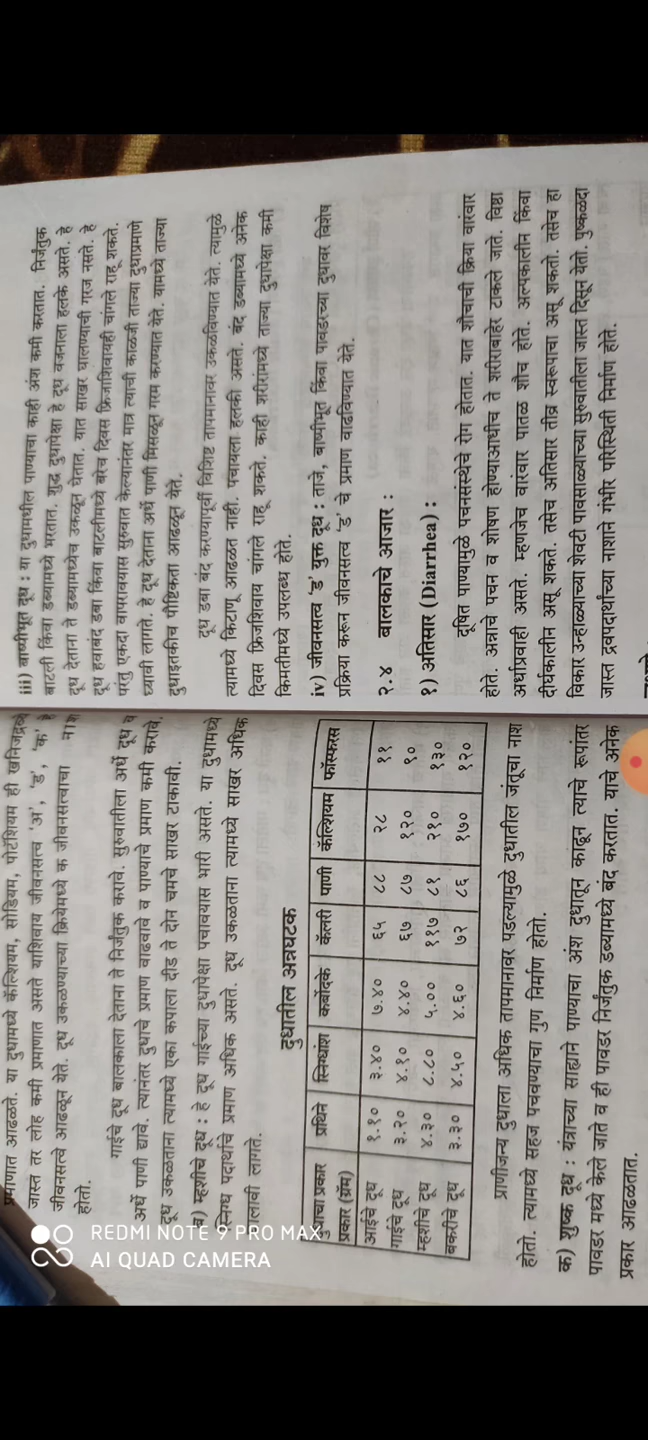 प्रमाणात आढळते. या दुधामध्ये कॅल्शियम, सोडियम, पोटॅशियम ही खनिजद्रव्ये
जास्त तर लोह कमी प्रमाणात असते याशिवाय जीवनसत्त्व 'अ', 'ड', 'क' हे
जीवनसत्वे आढळून येते. दूध उकळण्याच्या क्रियेमध्ये क जीवनसत्वाचा नाश
होतो.
गाईचे दूध बालकाला देताना ते निर्जंतुक करावे. सुरुवातीला अर्धे दूध व
अर्धे पाणी द्यावे. त्यानंतर दुधाचे प्रमाण वाढवावे व पाण्याचे प्रमाण कमी करावे.
दूध उकळताना त्यामध्ये एका कपाला दीड ते दोन चमचे साखर टाकावी.
ब) म्हशीचे दूध : हे दूध गाईच्या दुधापेक्षा पचावयास भारी असते. या दुधामध्ये
स्निग्ध पदार्थाचे प्रमाण अधिक असते. दूध उकळताना त्यामध्ये साखर अधिक
घालावी लागते.
दुधातील अन्नघटक
दुधाचा प्रकार प्रथिने स्निग्धांश कर्बोदके कॅलरी पाणी कॅल्शियम फॉस्फरस
प्रकार (ग्रॅम)
आईचे दूध १.१० ३.४० ७.४० ६५ ८८ २८ ११
गाईचे दूध ३.२० ४.१० ४.४० ६७ ८७ १२० ९०
म्हशीचे दूध ४.३० ८.८० ५.०० ११७ ८१ २१० १३०
बकरीचे दूध ३.३० ४.५० ४.६० ७२ ८६ १७० १२०
प्राणीजन्य दुधाला अधिक तापमानावर पडल्यामुळे दुधातील जंतूचा नाश
होतो. त्यामध्ये सहज पचवण्याचा गुण निर्माण होतो.
क) शुष्क दूध : यंत्राच्या साह्याने पाण्याचा अंश दुधातून काढून त्याचे रूपांतर
पावडर मध्ये केले जाते व ही पावडर निर्जंतुक डब्यामध्ये बंद करतात. याचे अनेक
प्रकार आढळतात.
iii) बाष्पीभूत दूध : या दुधामधील पाण्याचा काही अंश कमी करतात. निर्जंतुक
बाटली किंवा डब्यामध्ये भरतात. शुद्ध दुधापेक्षा हे दूध वजनाला हलके असते. हे
दूध देताना ते डब्यामध्येच उकळून घेतात. यात साखर घालण्याची गरज नसते. हे
दूध हवाबंद डबा किंवा बाटलीमध्ये बरेच दिवस फ्रिजशिवायही चांगले राहू शकते.
परंतु एकदा वापरावयास सुरुवात केल्यानंतर मात्र त्याची काळजी ताज्या दुधाप्रमाणे
घ्यावी लागते. हे दूध देताना अर्धे पाणी मिसळून गरम करण्यात येते. यामध्ये ताज्या
दुधाइतकीच पौष्टिकता आढळून येते.
दूध डबा बंद करण्यापूर्वी विशिष्ट तापमानावर उकळविण्यात येते. त्यामुळे
त्यामध्ये किटाणू आढळत नाही. पचायला हलकी असते. बंद डब्यामध्ये अनेक
दिवस फ्रिजशिवाय चांगले राहू शकते. काही शरीरांमध्ये ताज्या दुधापेक्षा कमी
किमतीमध्ये उपलब्ध होते.
iv) जीवनसत्व 'ड' युक्त दूध : ताजे, बाष्पीभूत किंवा पावडरच्या दुधावर विशेष
प्रक्रिया करून जीवनसत्व 'ड' चे प्रमाण वाढविण्यात येते.
२.४ बालकाचे आजार :
१) अतिसार (Diarrhea) :
दूषित पाण्यामुळे पचनसंस्थेचे रोग होतात. यात शौचाची क्रिया वारंवार
होते. अन्नाचे पचन व शोषण होण्याआधीच ते शरीराबाहेर टाकले जाते. विष्ठा
अर्धाप्रवाही असते. म्हणजेच वारंवार पातळ शौच होते. अल्पकालीन किंवा
दीर्घकालीन असू शकते. तसेच अतिसार तीव्र स्वरूपाचा असू शकतो. तसेच हा
विकार उन्हाळ्याच्या शेवटी पावसाळ्याच्या सुरुवातीला जास्त दिसून येतो. पुष्कळदा
जास्त द्रवपदार्थांच्या नाशाने गंभीर परिस्थिती निर्माण होते.
REDMI NOTE 9 PRO MAX
AI QUAD CAMERA